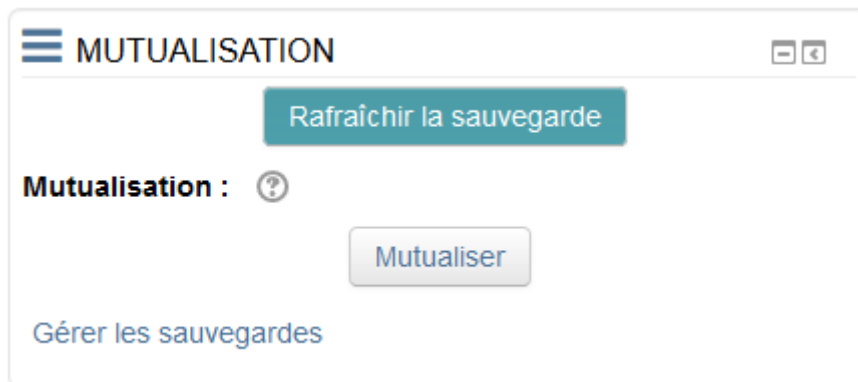 MUTUALISATION
Rafraîchir la sauvegarde
Mutualisation :
Mutualiser
Gérer les sauvegardes